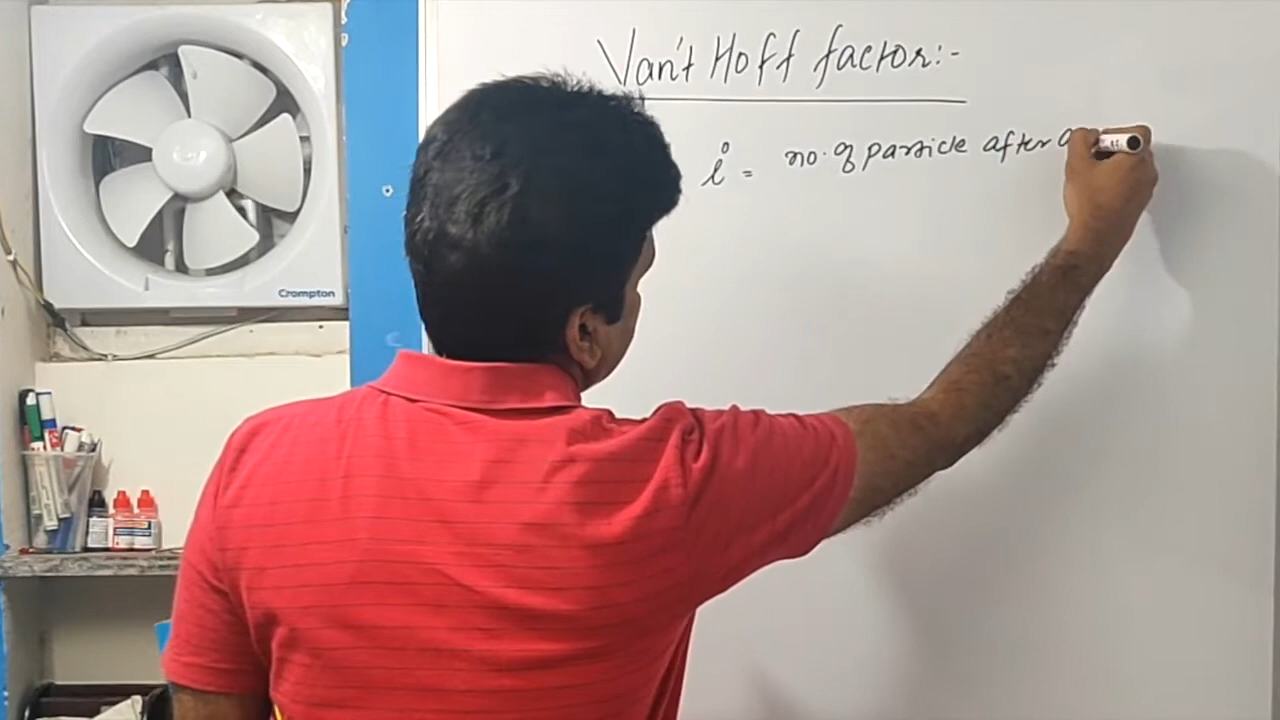 Van't Hoff factor:-
i = no. of particle after
Crompton